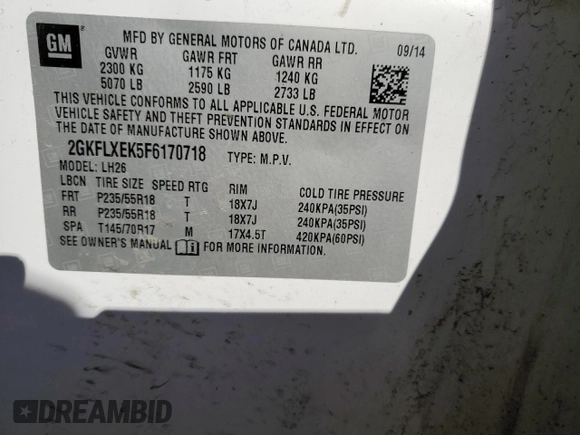 GM
MFD BY GENERAL MOTORS OF CANADA LTD. 09/14
GVWR GAWR FRT GAWR RR
2300 KG 1175 KG 1240 KG
5070 LB 2590 LB 2733 LB
THIS VEHICLE CONFORMS TO ALL APPLICABLE U.S. FEDERAL MOTOR
VEHICLE SAFETY AND THEFT PREVENTION STANDARDS IN EFFECT ON
THE DATE OF MANUFACTURE SHOWN ABOVE.
2GKFLXEK5F6170718 TYPE: M.P.V.
MODEL: LH26
LBCN TIRE SIZE SPEED RTG RIM COLD TIRE PRESSURE
FRT P235/55R18 T 18X7J 240KPA(35PSI)
RR P235/55R18 T 18X7J 240KPA(35PSI)
SPA T145/70R17 M 17X4.5T 420KPA(60PSI)
SEE OWNER'S MANUAL FOR MORE INFORMATION.
DREAMBID